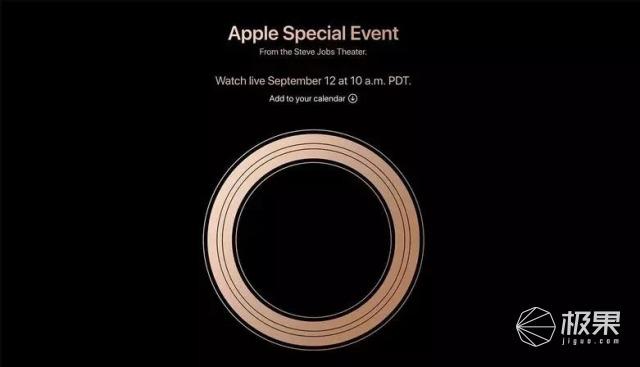 Apple Special Event
From the Steve Jobs Theater.
Watch live September 12 at 10 a.m. PDT.
Add to your calendar
极果
jiguo.com